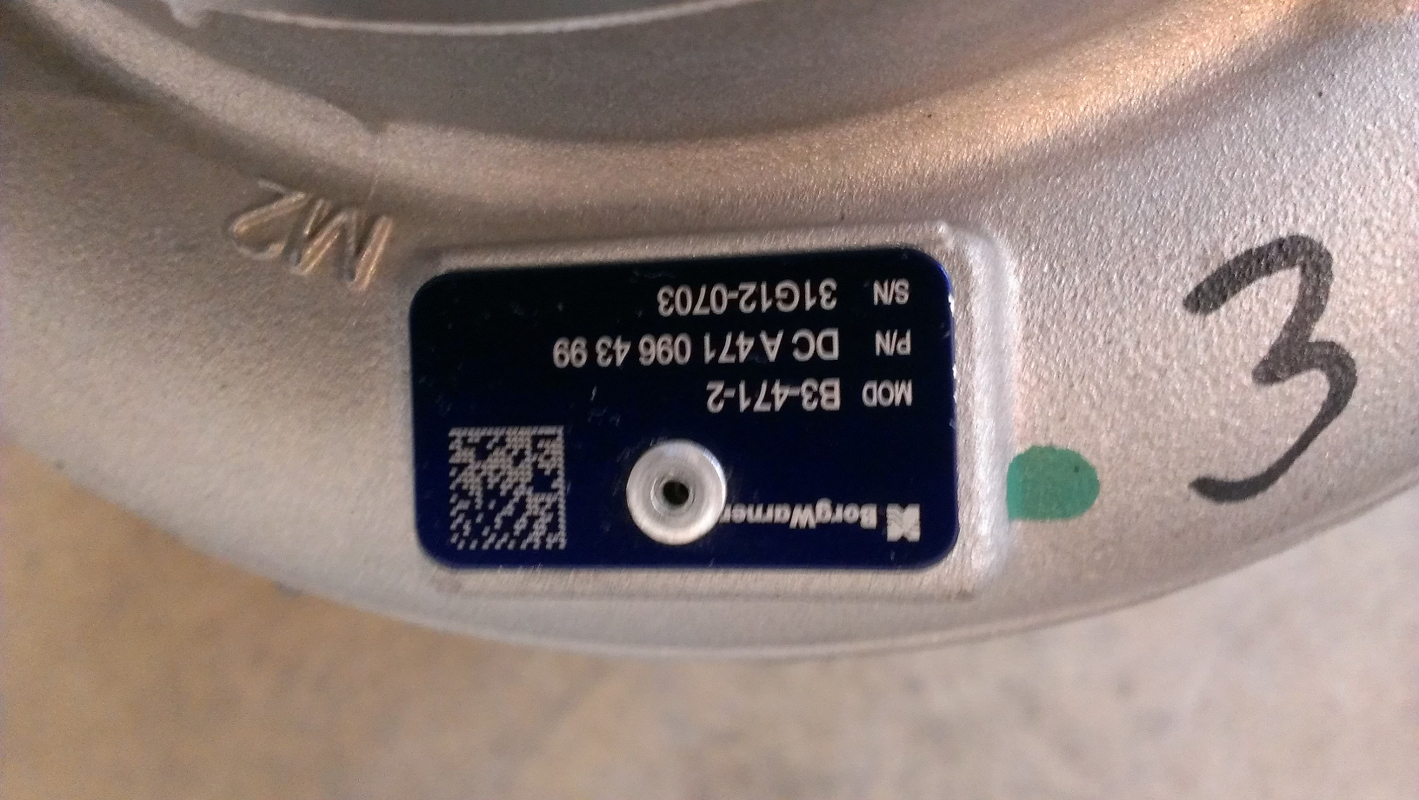 BorgWarner
MOD B3-471-2
P/N DC A 471 096 43 99
S/N 31G12-0703
M2
3